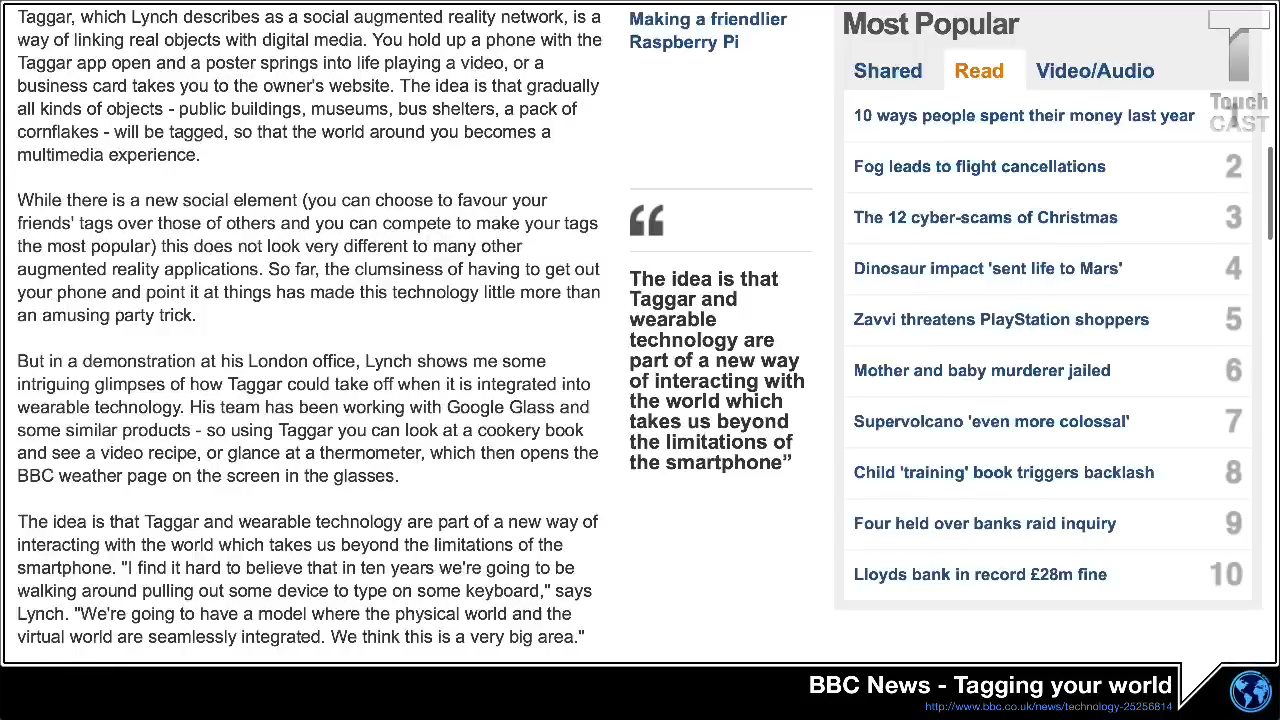 Taggar, which Lynch describes as a social augmented reality network, is a
way of linking real objects with digital media. You hold up a phone with the
Taggar app open and a poster springs into life playing a video, or a
business card takes you to the owner's website. The idea is that gradually
all kinds of objects - public buildings, museums, bus shelters, a pack of
cornflakes - will be tagged, so that the world around you becomes a
multimedia experience.
While there is a new social element (you can choose to favour your
friends' tags over those of others and you can compete to make your tags
the most popular) this does not look very different to many other
augmented reality applications. So far, the clumsiness of having to get out
your phone and point it at things has made this technology little more than
an amusing party trick.
But in a demonstration at his London office, Lynch shows me some
intriguing glimpses of how Taggar could take off when it is integrated into
wearable technology. His team has been working with Google Glass and
some similar products - so using Taggar you can look at a cookery book
and see a video recipe, or glance at a thermometer, which then opens the
BBC weather page on the screen in the glasses.
The idea is that Taggar and wearable technology are part of a new way of
interacting with the world which takes us beyond the limitations of the
smartphone. "I find it hard to believe that in ten years we're going to be
walking around pulling out some device to type on some keyboard," says
Lynch. "We're going to have a model where the physical world and the
virtual world are seamlessly integrated. We think this is a very big area."
Making a friendlier
Raspberry Pi
“
The idea is that
Taggar and
wearable
technology are
part of a new way
of interacting with
the world which
takes us beyond
the limitations of
the smartphone”
Most Popular
Shared Read Video/Audio
10 ways people spent their money last year 1
Fog leads to flight cancellations 2
The 12 cyber-scams of Christmas 3
Dinosaur impact 'sent life to Mars' 4
Zavvi threatens PlayStation shoppers 5
Mother and baby murderer jailed 6
Supervolcano 'even more colossal' 7
Child 'training' book triggers backlash 8
Four held over banks raid inquiry 9
Lloyds bank in record £28m fine 10
T
Touch
CAST
BBC News - Tagging your world
http://www.bbc.co.uk/news/technology-25256814